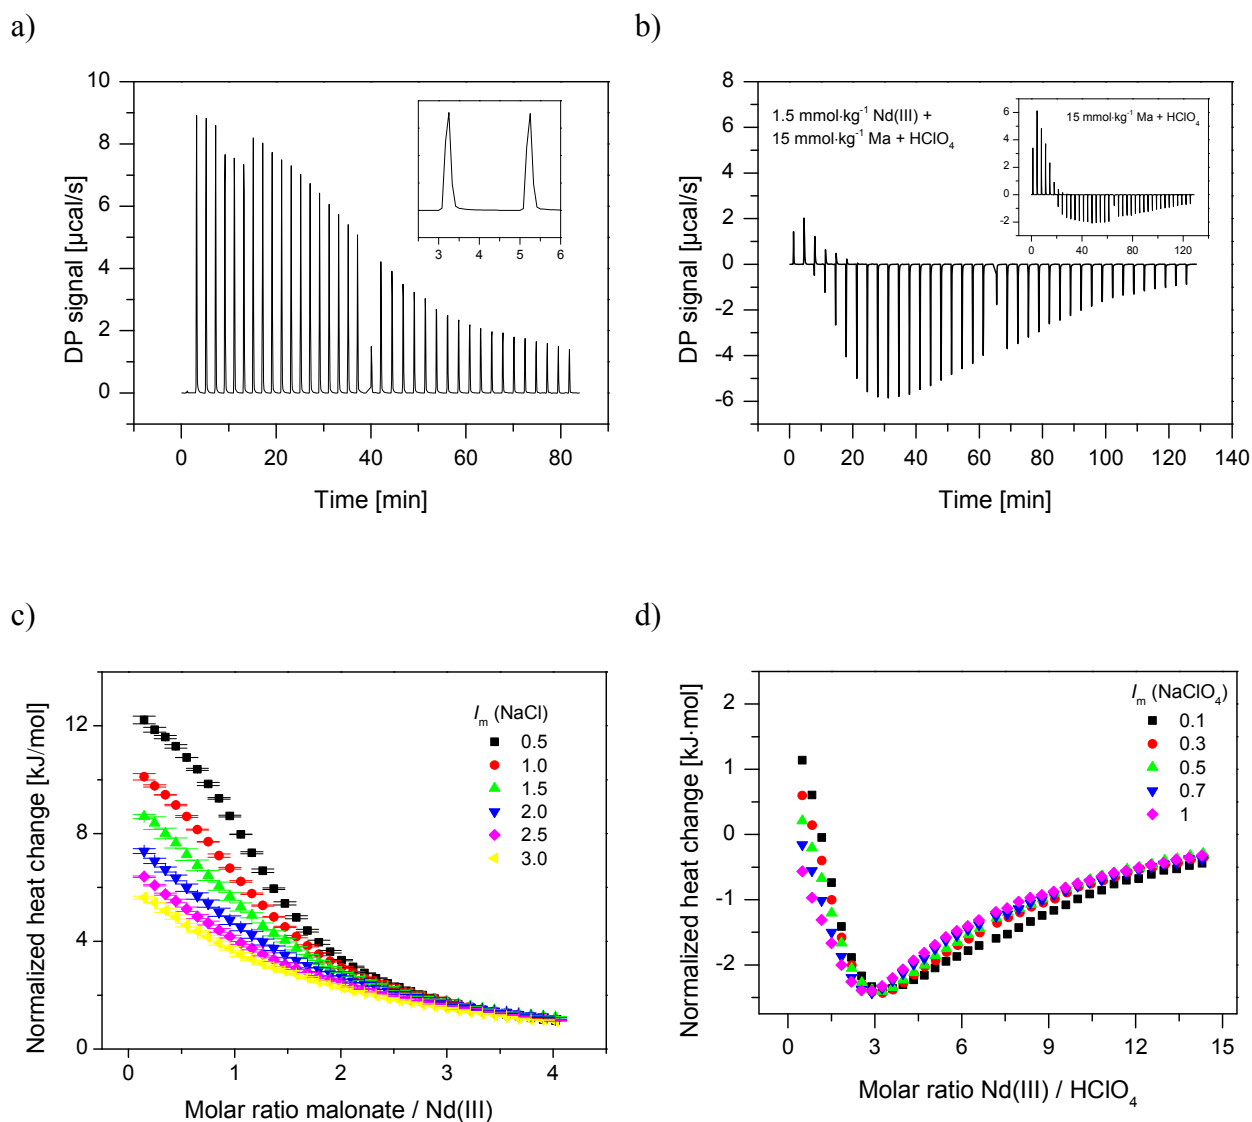 a)
10
8
6
4
2
0
DP signal [µcal/s]
3 4 5 6
0 20 40 60 80
Time [min]
b)
8
6
4
2
0
-2
-4
-6
DP signal [µcal/s]
1.5 mmol·kg⁻¹ Nd(III) +
15 mmol·kg⁻¹ Ma + HClO₄
15 mmol·kg⁻¹ Ma + HClO₄
6
4
2
0
-2
0 40 80 120
0 20 40 60 80 100 120 140
Time [min]
c)
12
8
4
0
Normalized heat change [kJ/mol]
Iₘ (NaCl)
0.5
1.0
1.5
2.0
2.5
3.0
0 1 2 3 4
Molar ratio malonate / Nd(III)
d)
2
1
0
-1
-2
Normalized heat change [kJ·mol]
Iₘ (NaClO₄)
0.1
0.3
0.5
0.7
1
0 3 6 9 12 15
Molar ratio Nd(III) / HClO₄